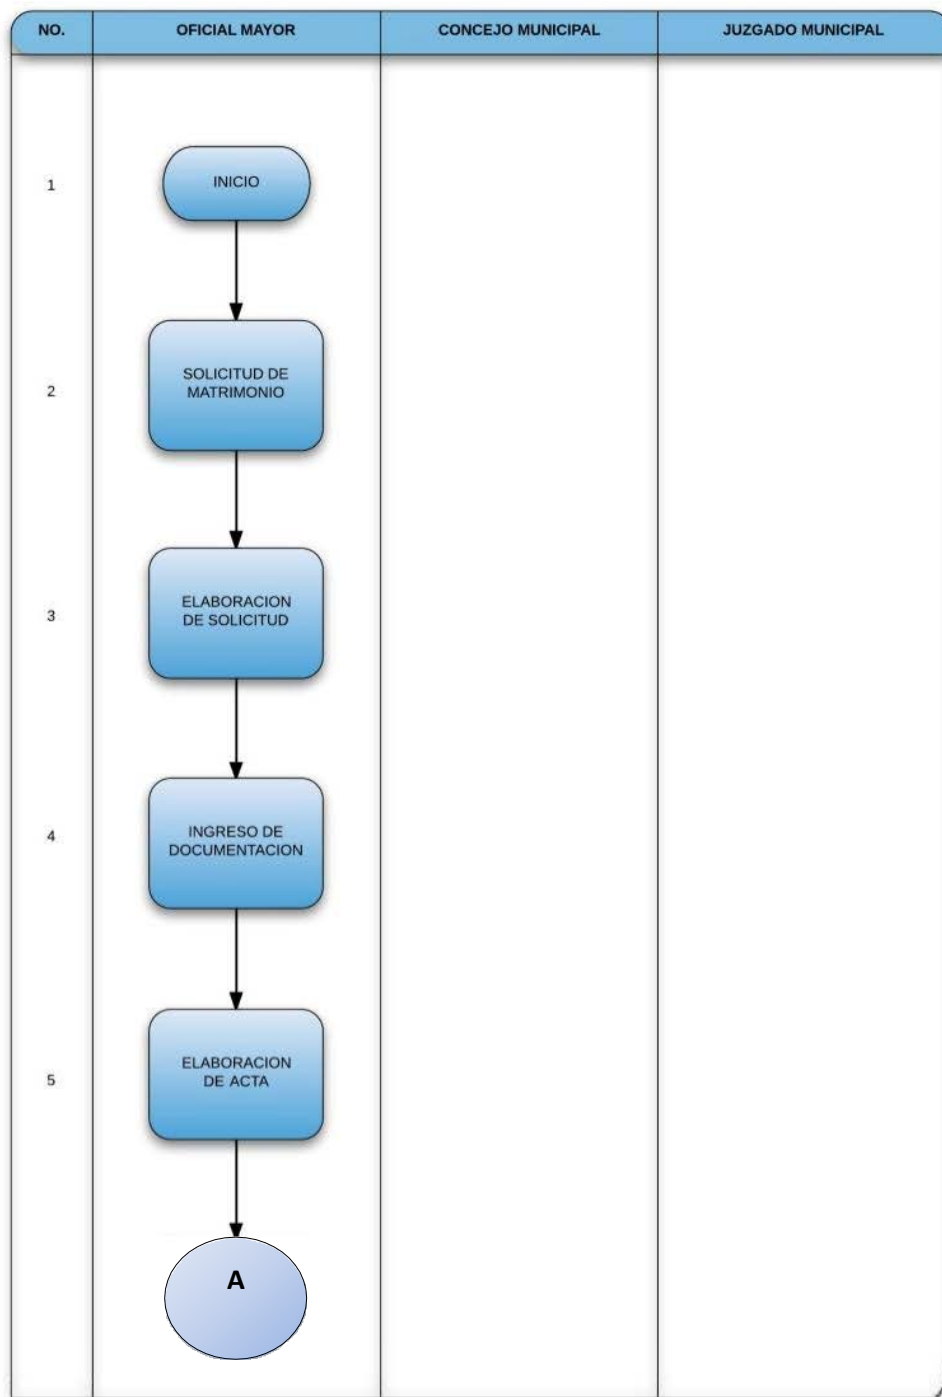 NO.
OFICIAL MAYOR
CONCEJO MUNICIPAL
JUZGADO MUNICIPAL
1
INICIO
2
SOLICITUD DE
MATRIMONIO
3
ELABORACION
DE SOLICITUD
4
INGRESO DE
DOCUMENTACION
5
ELABORACION
DE ACTA
A